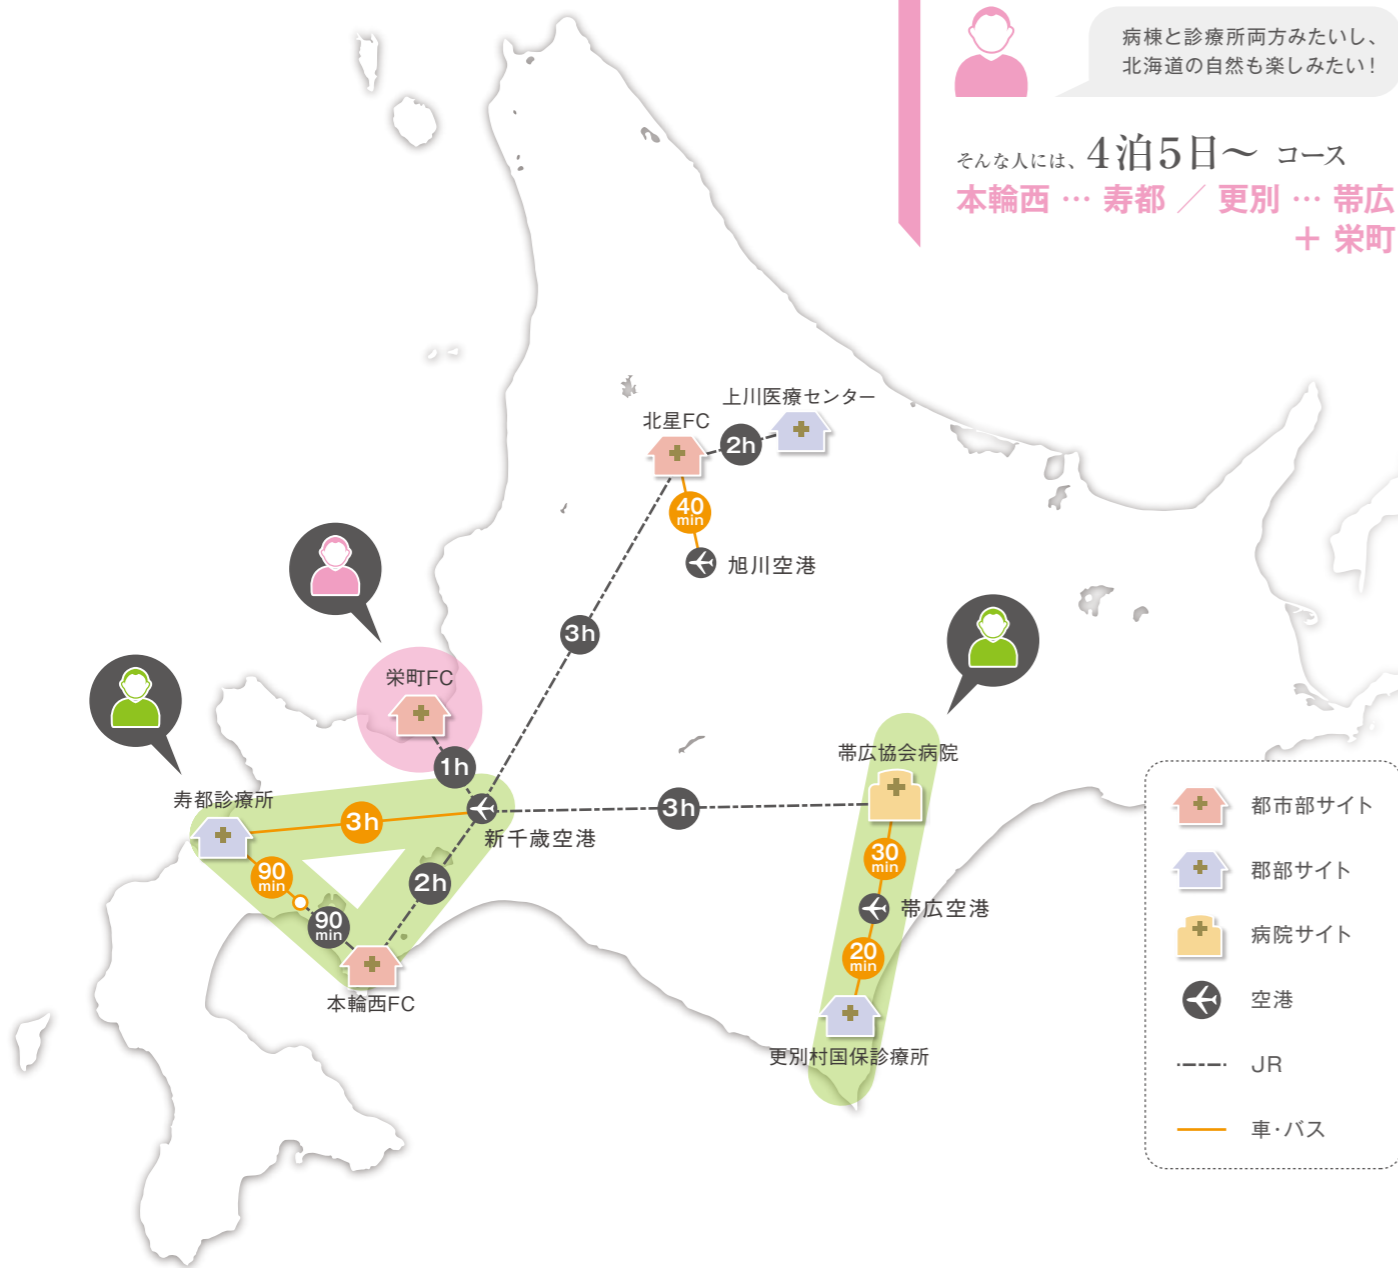 病棟と診療所両方みたいし、
北海道の自然も楽しみたい！
そんな人には、4泊5日～ コース
本輪西 … 寿都 ／ 更別 … 帯広
＋ 栄町
上川医療センター
北星FC
2h
40
min
旭川空港
3h
栄町FC
1h
帯広協会病院
寿都診療所
3h
3h
新千歳空港
30
min
90
min
2h
帯広空港
90
min
20
min
本輪西FC
更別村国保診療所
都市部サイト
郡部サイト
病院サイト
空港
JR
車・バス